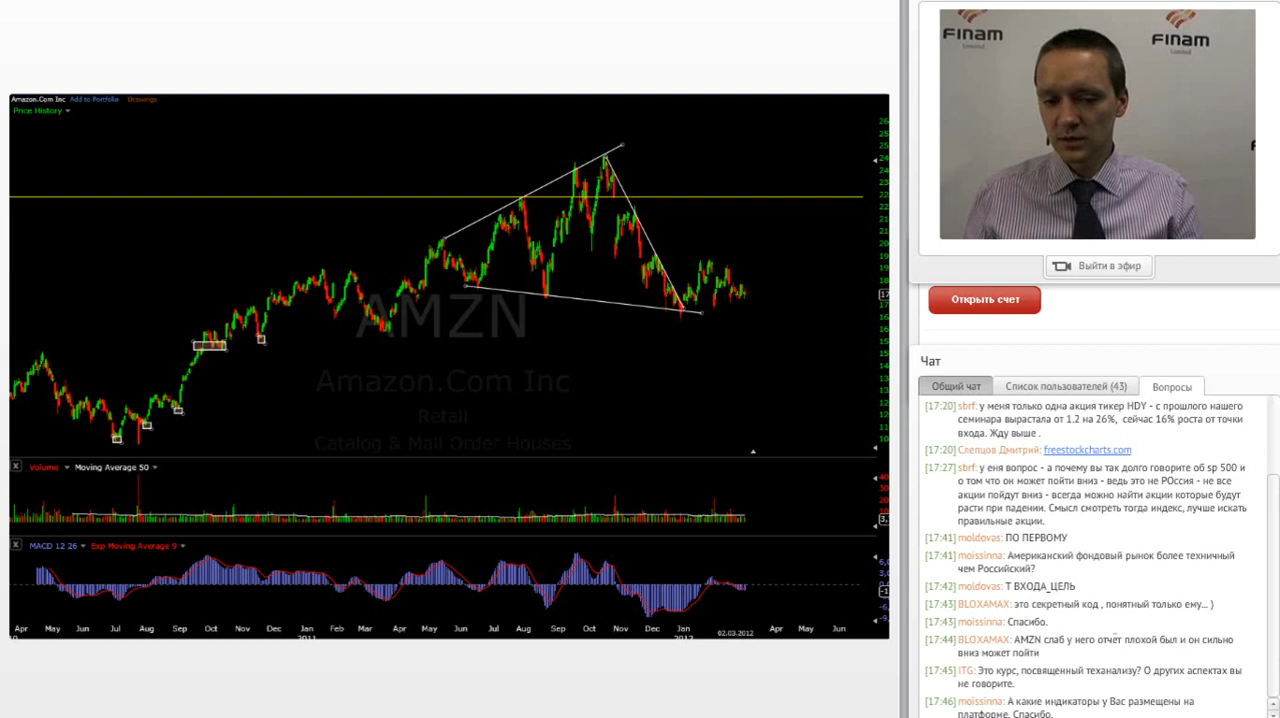 Amazon.Com Inc Add to Portfolio Drawings
Price History
AMZN
Amazon.Com Inc
Retail
Catalog & Mail Order Houses
Volume Moving Average 50
MACD 12 26 Exp Moving Average 9
Apr May Jun Jul Aug Sep Oct Nov Dec Jan Feb Mar Apr May Jun Jul Aug Sep Oct Nov Dec Jan 02.03.2012 Apr May Jun
2011 2012
FINAM
Limited
FINAM
Limited
Выйти в эфир
Открыть счет
Чат
Общий чат Список пользователей (43) Вопросы
[17:20] sbrf: у меня только одна акция тикер HDY - с прошлого нашего
семинара вырастала от 1.2 на 26%, сейчас 16% роста от точки
входа. Жду выше .
[17:20] Слепцов Дмитрий: freestockcharts.com
[17:27] sbrf: у еня вопрос - а почему вы так долго говорите об sp 500 и
о том что он может пойти вниз - ведь это не РОссия - не все
акции пойдут вниз - всегда можно найти акции которые будут
расти при падении. Смысл смотреть тогда индекс, лучше искать
правильные акции.
[17:41] moldovas: ПО ПЕРВОМУ
[17:41] moissinna: Американский фондовый рынок более техничный
чем Российский?
[17:42] moldovas: Т ВХОДА_ЦЕЛЬ
[17:43] BLOXAMAX: это секретный код , понятный только ему... )
[17:43] moissinna: Спасибо.
[17:44] BLOXAMAX: AMZN слаб у него отчёт плохой был и он сильно
вниз может пойти
[17:45] ITG: Это курс, посвященный теханализу? О других аспектах вы
не говорите.
[17:46] moissinna: А какие индикаторы у Вас размещены на
платформе. Спасибо.